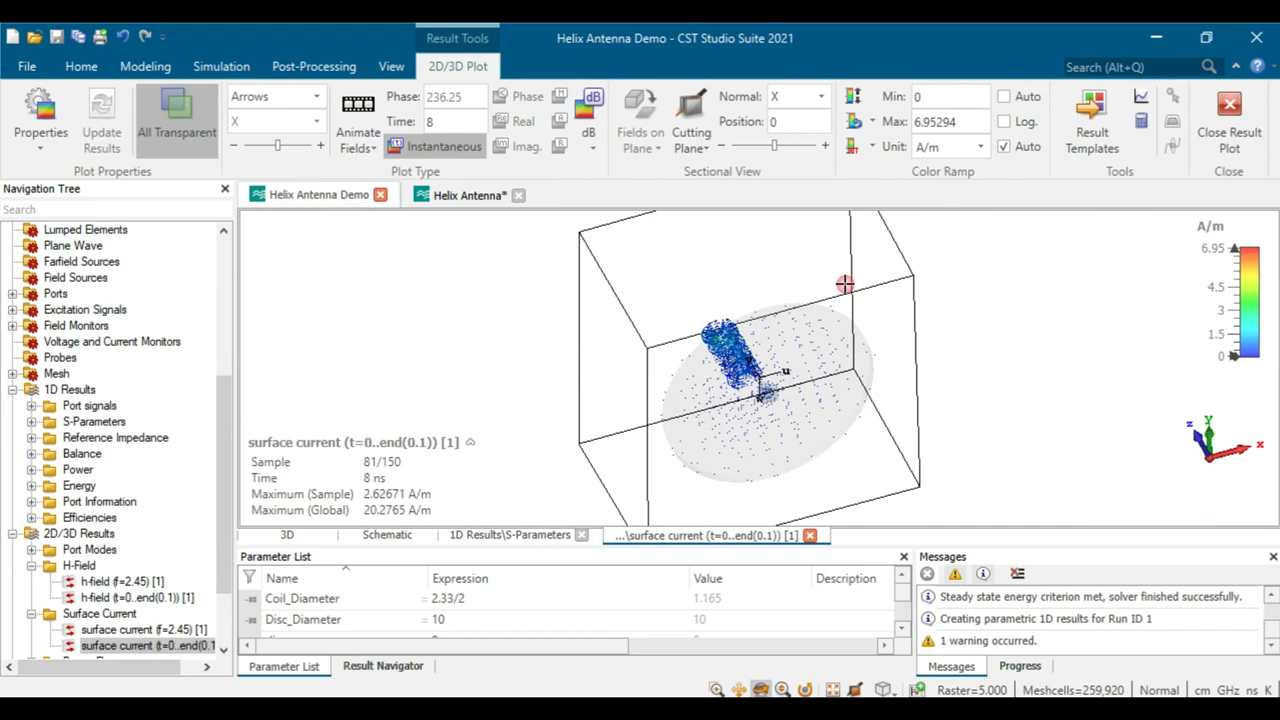 Result Tools
Helix Antenna Demo - CST Studio Suite 2021
File Home Modeling Simulation Post-Processing View 2D/3D Plot Search (Alt+Q)
Properties
Update Results
All Transparent
Arrows
X
Plot Properties
Animate Fields
Phase: 236.25
Time: 8
Instantaneous
Phase
Real
Imag.
dB
dB
Plot Type
Fields on Plane
Cutting Plane
Normal: X
Position: 0
Sectional View
Min: 0 Auto
Max: 6.95294 Log.
Unit: A/m Auto
Color Ramp
Result Templates
Tools
Close Result Plot
Close
Navigation Tree
Search
Lumped Elements
Plane Wave
Farfield Sources
Field Sources
Ports
Excitation Signals
Field Monitors
Voltage and Current Monitors
Probes
Mesh
1D Results
Port signals
S-Parameters
Reference Impedance
Balance
Power
Energy
Port Information
Efficiencies
2D/3D Results
Port Modes
H-Field
h-field (f=2.45) [1]
h-field (t=0..end(0.1)) [1]
Surface Current
surface current (f=2.45) [1]
surface current (t=0..end(0.1
Helix Antenna Demo
Helix Antenna*
u
A/m
6.95
4.5
3
1.5
0
y
z
x
surface current (t=0..end(0.1)) [1]
Sample 81/150
Time 8 ns
Maximum (Sample) 2.62671 A/m
Maximum (Global) 20.2765 A/m
3D Schematic 1D Results\S-Parameters ...\surface current (t=0..end(0.1)) [1]
Parameter List
Name Expression Value Description
Coil_Diameter = 2.33/2 1.165
Disc_Diameter = 10 10
Parameter List Result Navigator
Messages
Steady state energy criterion met, solver finished successfully.
Creating parametric 1D results for Run ID 1
1 warning occurred.
Messages Progress
Raster=5.000 Meshcells=259,920 Normal cm GHz ns K